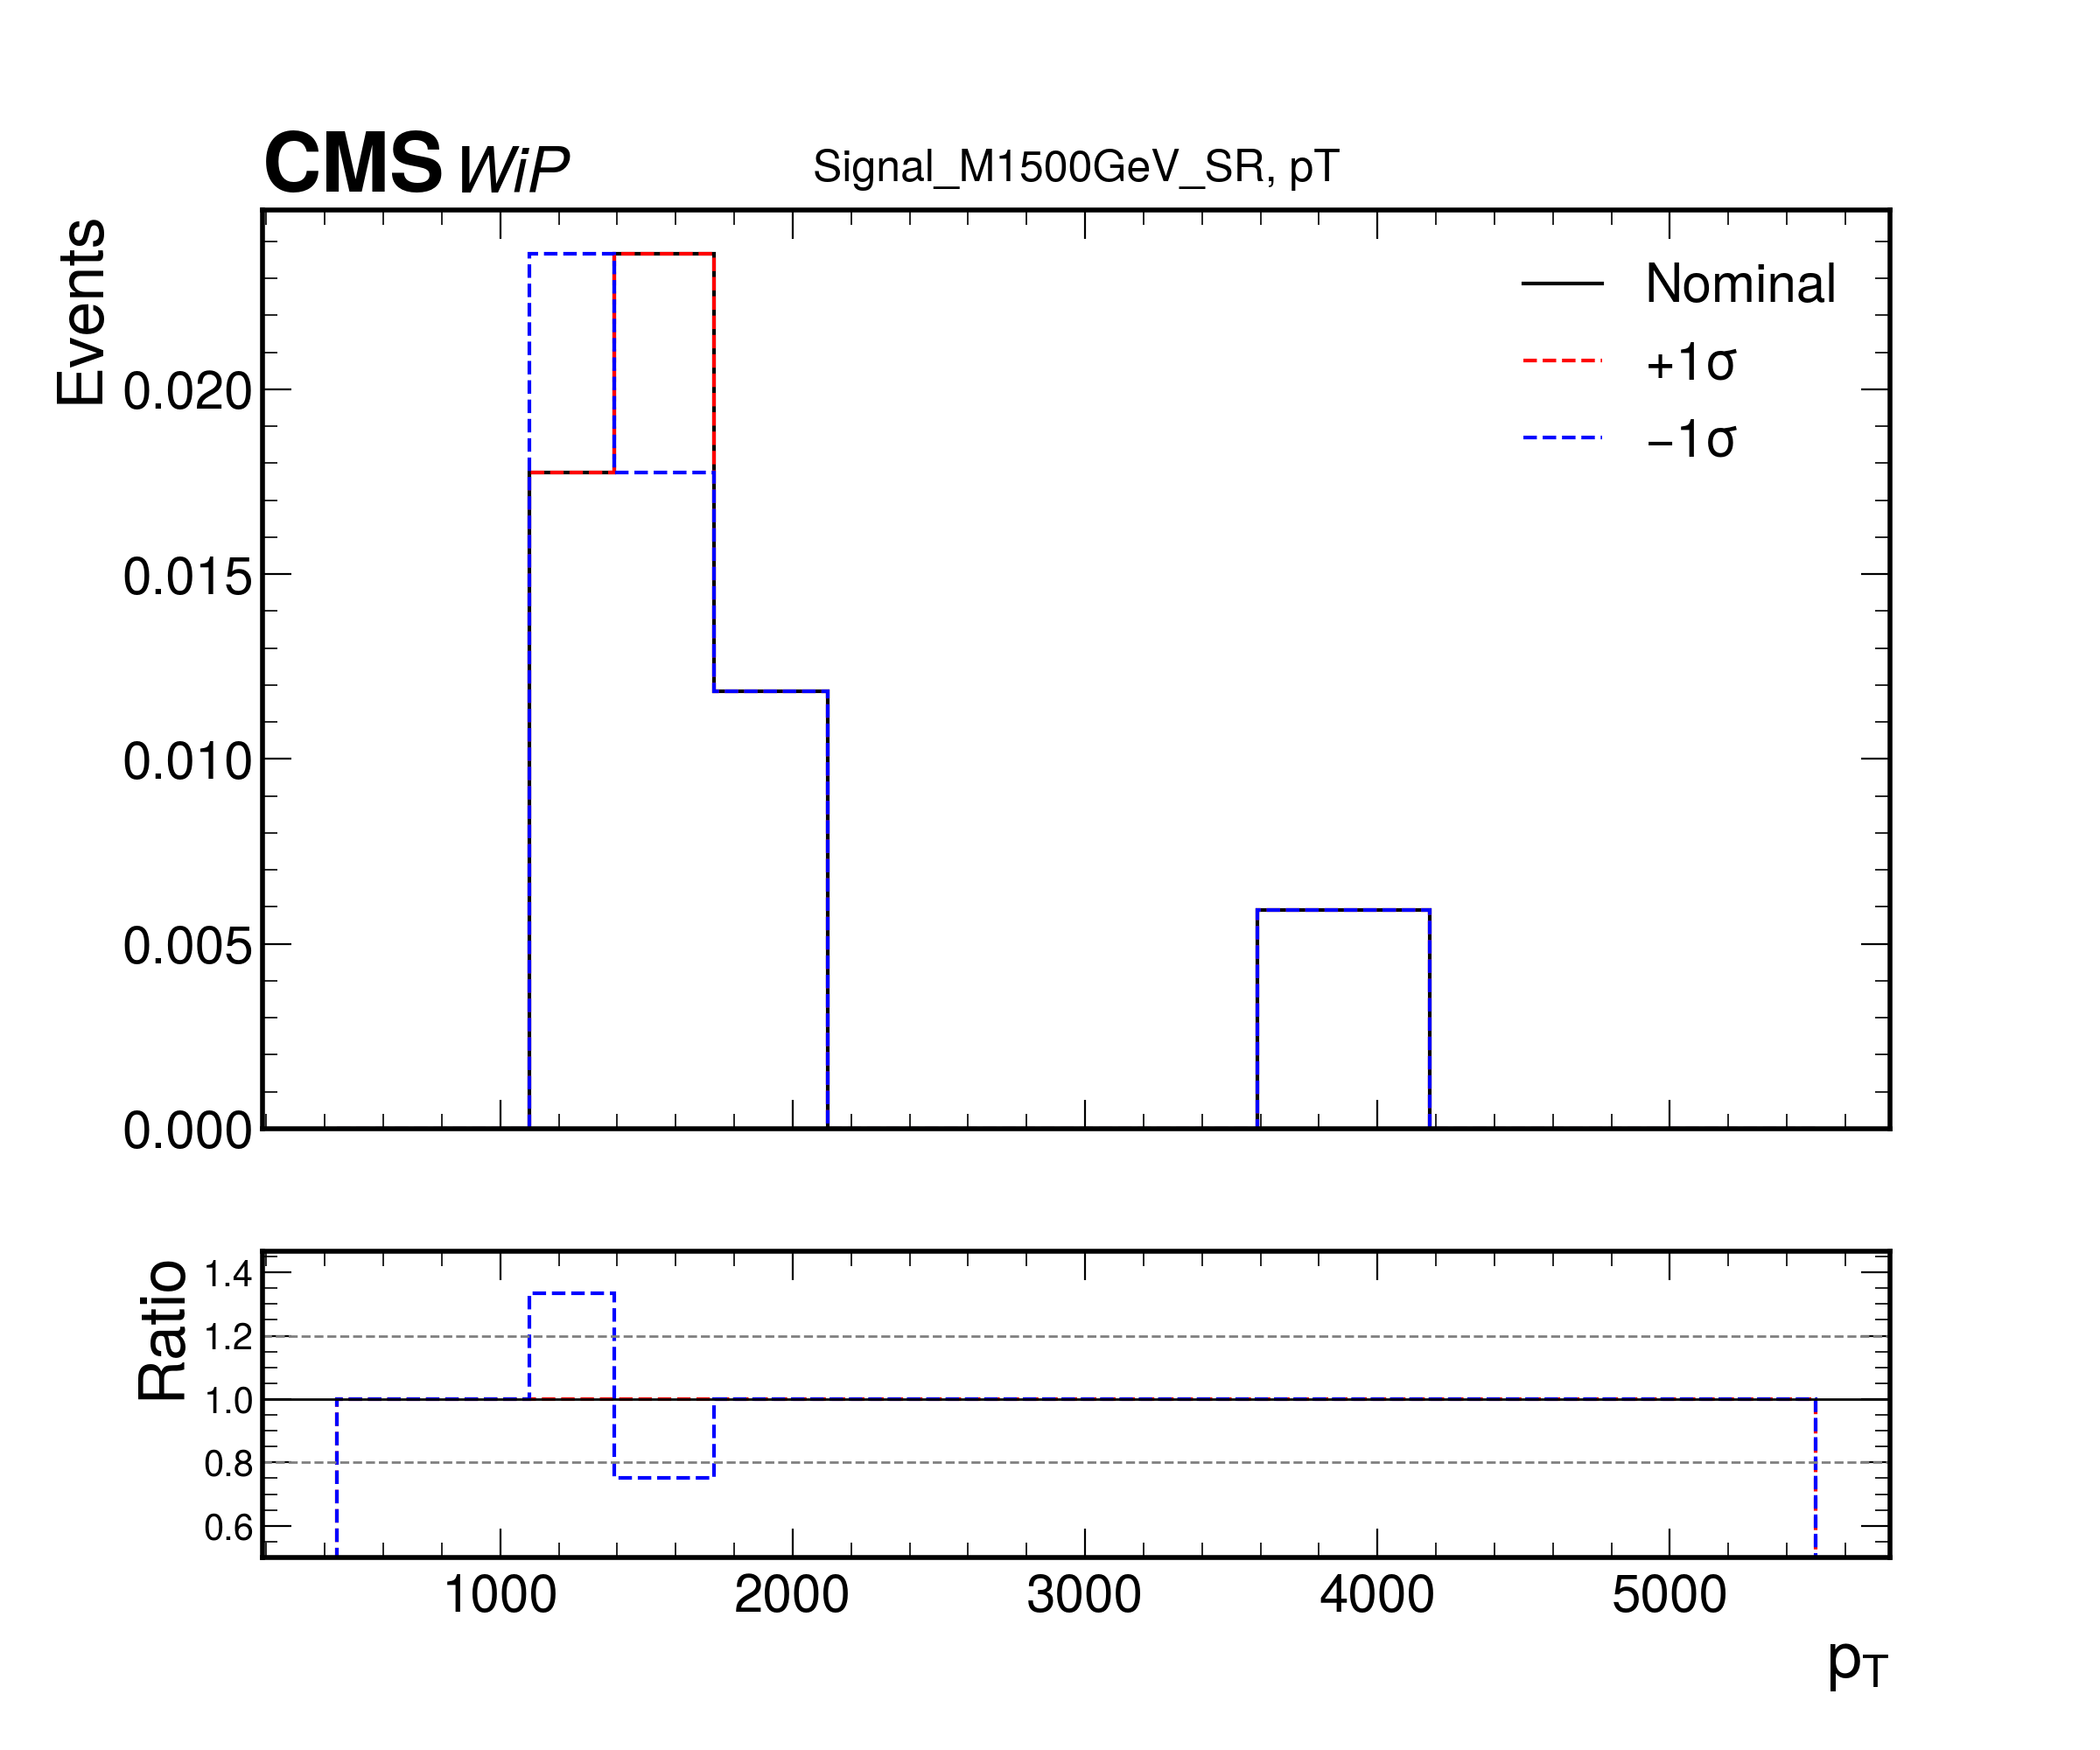 CMS WiP Signal_M1500GeV_SR, pT
Events
0.020
0.015
0.010
0.005
0.000
Nominal
+1σ
−1σ
Ratio
1.4
1.2
1.0
0.8
0.6
1000 2000 3000 4000 5000
pT